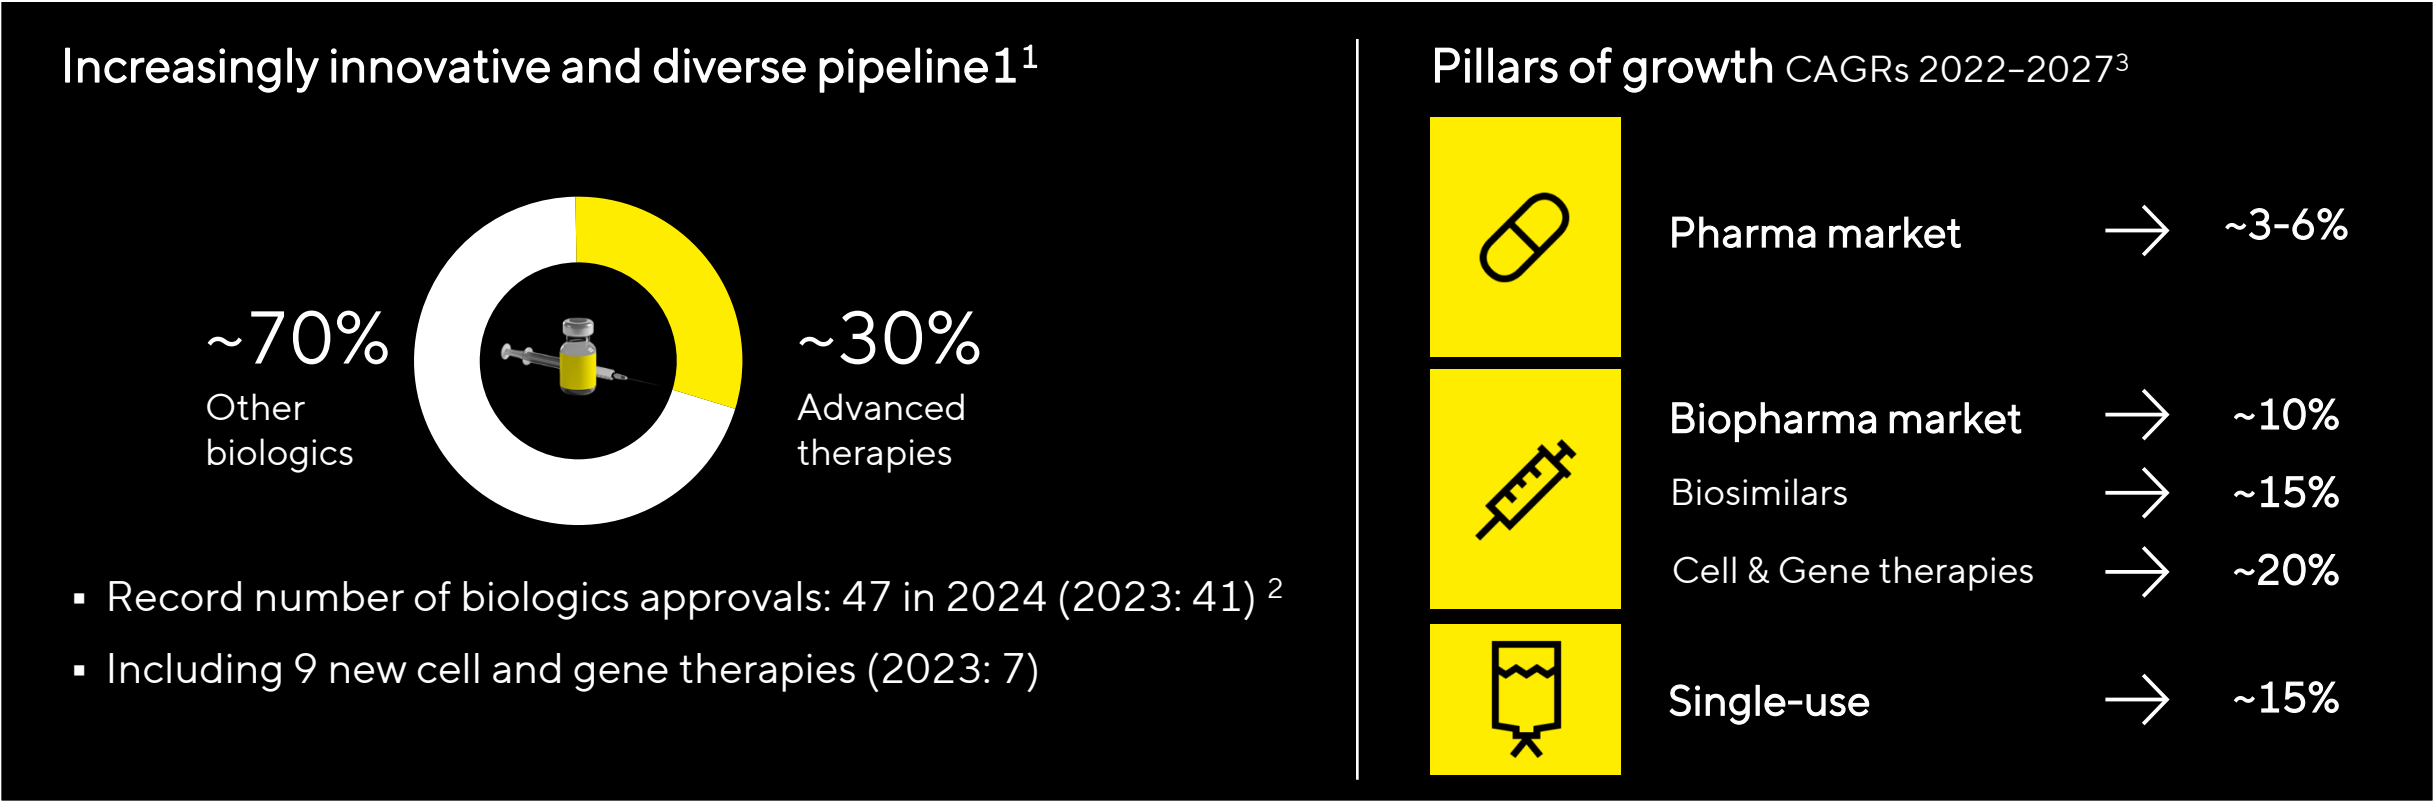 Increasingly innovative and diverse pipeline1¹
~70%
Other
biologics
~30%
Advanced
therapies
▪ Record number of biologics approvals: 47 in 2024 (2023: 41) ²
▪ Including 9 new cell and gene therapies (2023: 7)
Pillars of growth CAGRs 2022–2027³
Pharma market → ~3-6%
Biopharma market → ~10%
Biosimilars → ~15%
Cell & Gene therapies → ~20%
Single-use → ~15%